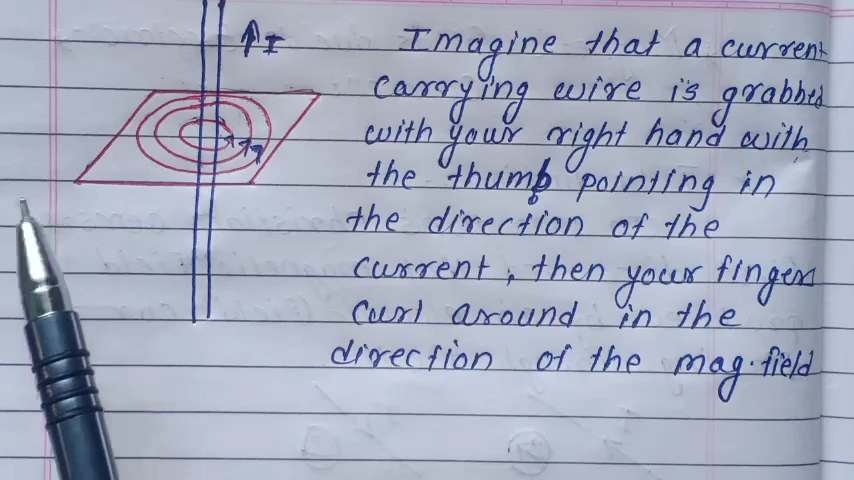 I
Imagine that a current
carrying wire is grabbed
with your right hand with
the thumb pointing in
the direction of the
current, then your fingers
curl around in the
direction of the mag. field